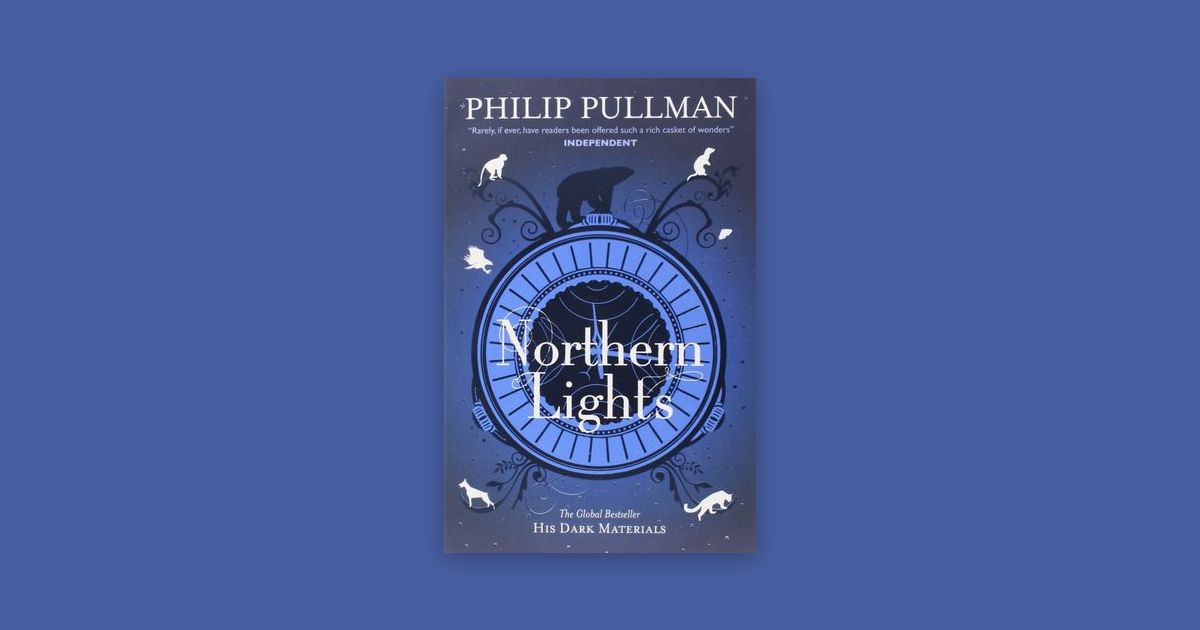 PHILIP PULLMAN
“Rarely, if ever, have readers been offered such a rich casket of wonders”
INDEPENDENT
Northern
Lights
The Global Bestseller
HIS DARK MATERIALS